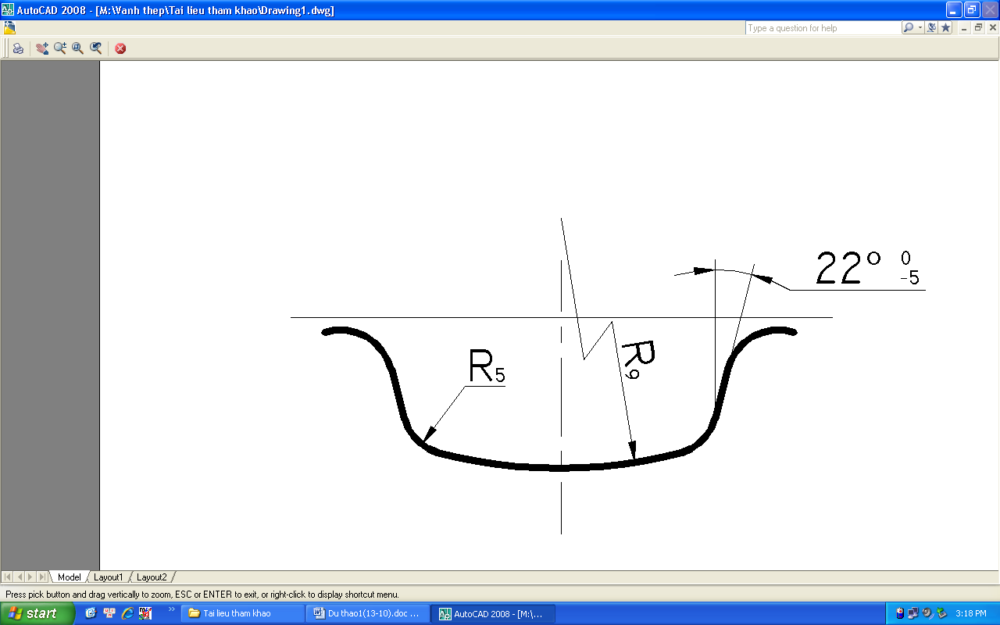 AutoCAD 2008 - [M:\Vanh thep\Tai lieu tham khao\Drawing1.dwg]
Type a question for help
22° 0 -5
R5
R9
Model Layout1 Layout2
Press pick button and drag vertically to zoom, ESC or ENTER to exit, or right-click to display shortcut menu.
start Tai lieu tham khao Du thao1(13-10).doc ... AutoCAD 2008 - [M:\... 3:18 PM